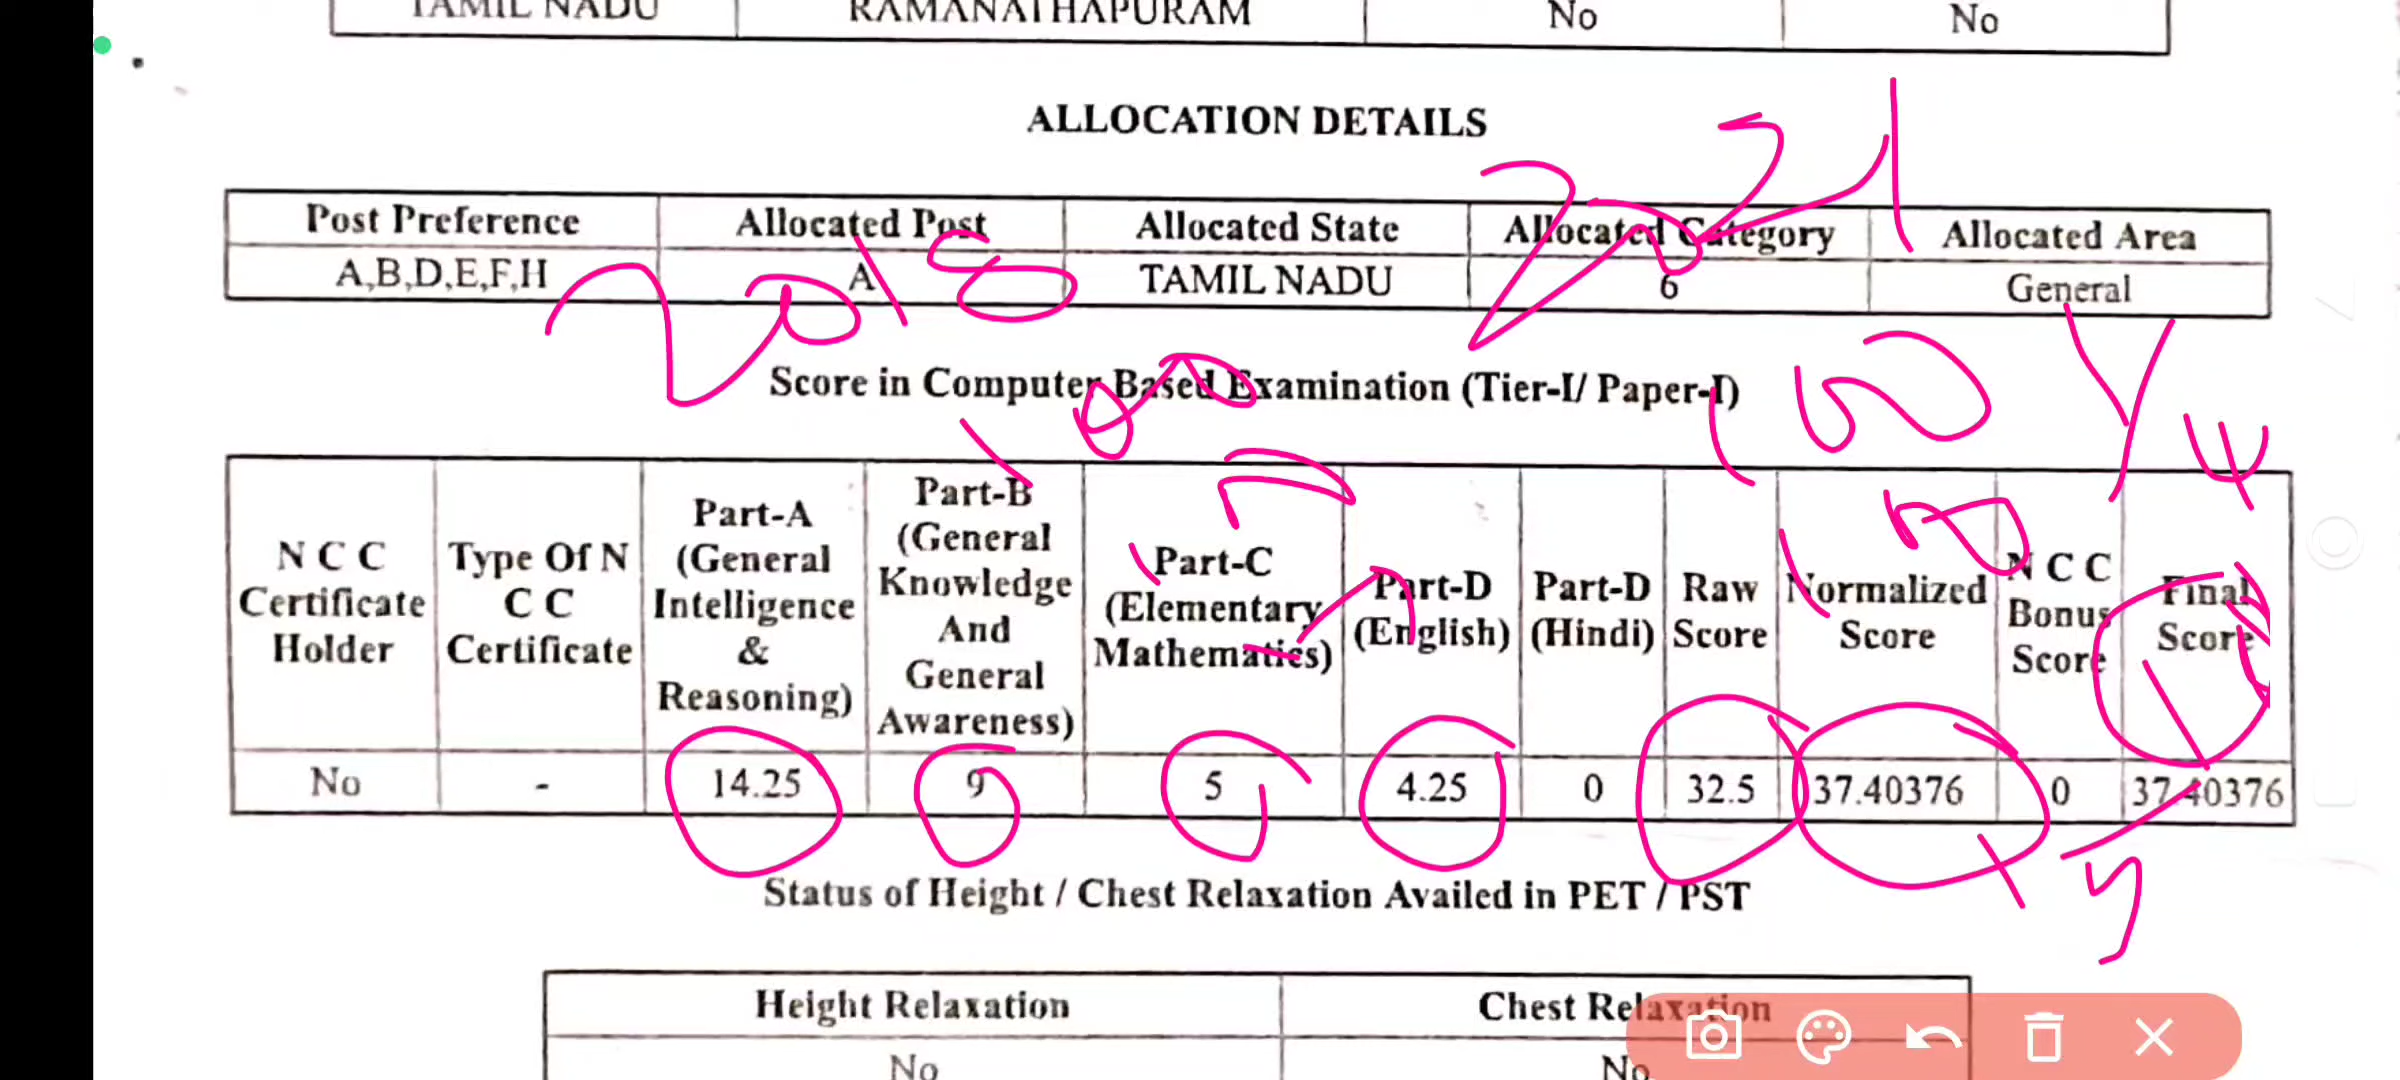 TAMIL NADU RAMANATHAPURAM No No
ALLOCATION DETAILS
Post Preference Allocated Post Allocated State Allocated Category Allocated Area
A,B,D,E,F,H A TAMIL NADU 6 General
2018 2021
Score in Computer Based Examination (Tier-I/ Paper-I)
100
N C C Certificate Holder Type Of N C C Certificate Part-A (General Intelligence & Reasoning) Part-B (General Knowledge And General Awareness) Part-C (Elementary Mathematics) Part-D (English) Part-D (Hindi) Raw Score Normalized Score N C C Bonus Score Final Score
No - 14.25 9 5 4.25 0 32.5 37.40376 0 37.40376
Status of Height / Chest Relaxation Availed in PET / PST
Height Relaxation Chest Relaxation
No No